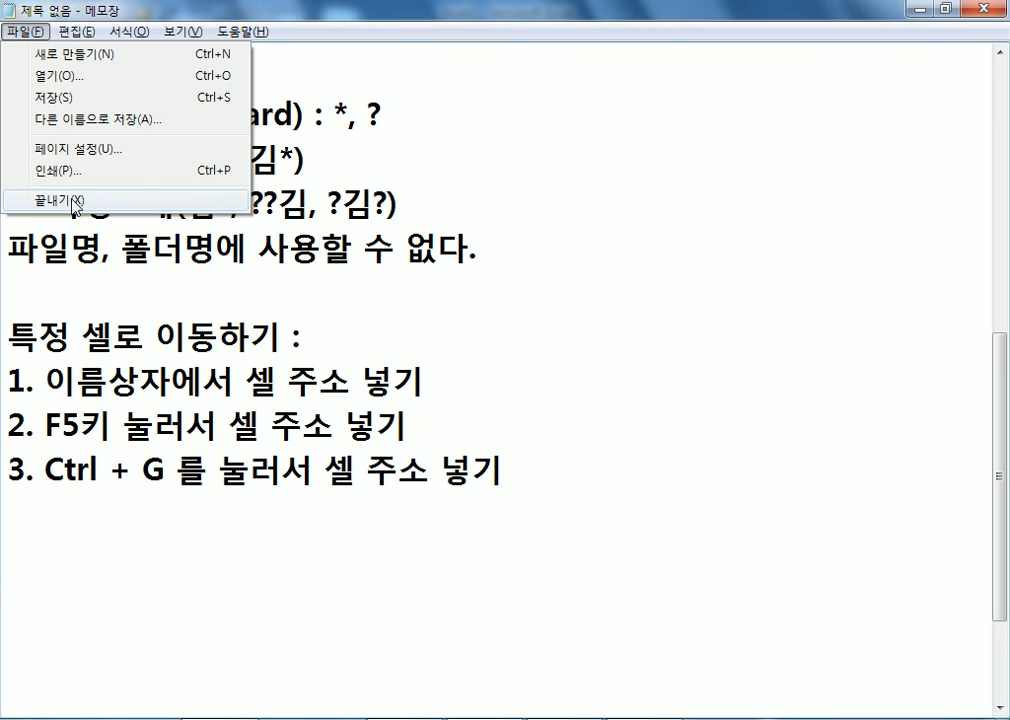 제목 없음 - 메모장
파일(F) 편집(E) 서식(O) 보기(V) 도움말(H)
새로 만들기(N) Ctrl+N
열기(O)... Ctrl+O
저장(S) Ctrl+S
다른 이름으로 저장(A)...
페이지 설정(U)...
인쇄(P)... Ctrl+P
끝내기(X)
ard) : *, ?
김*)
??김, ?김?)
파일명, 폴더명에 사용할 수 없다.
특정 셀로 이동하기 :
1. 이름상자에서 셀 주소 넣기
2. F5키 눌러서 셀 주소 넣기
3. Ctrl + G 를 눌러서 셀 주소 넣기